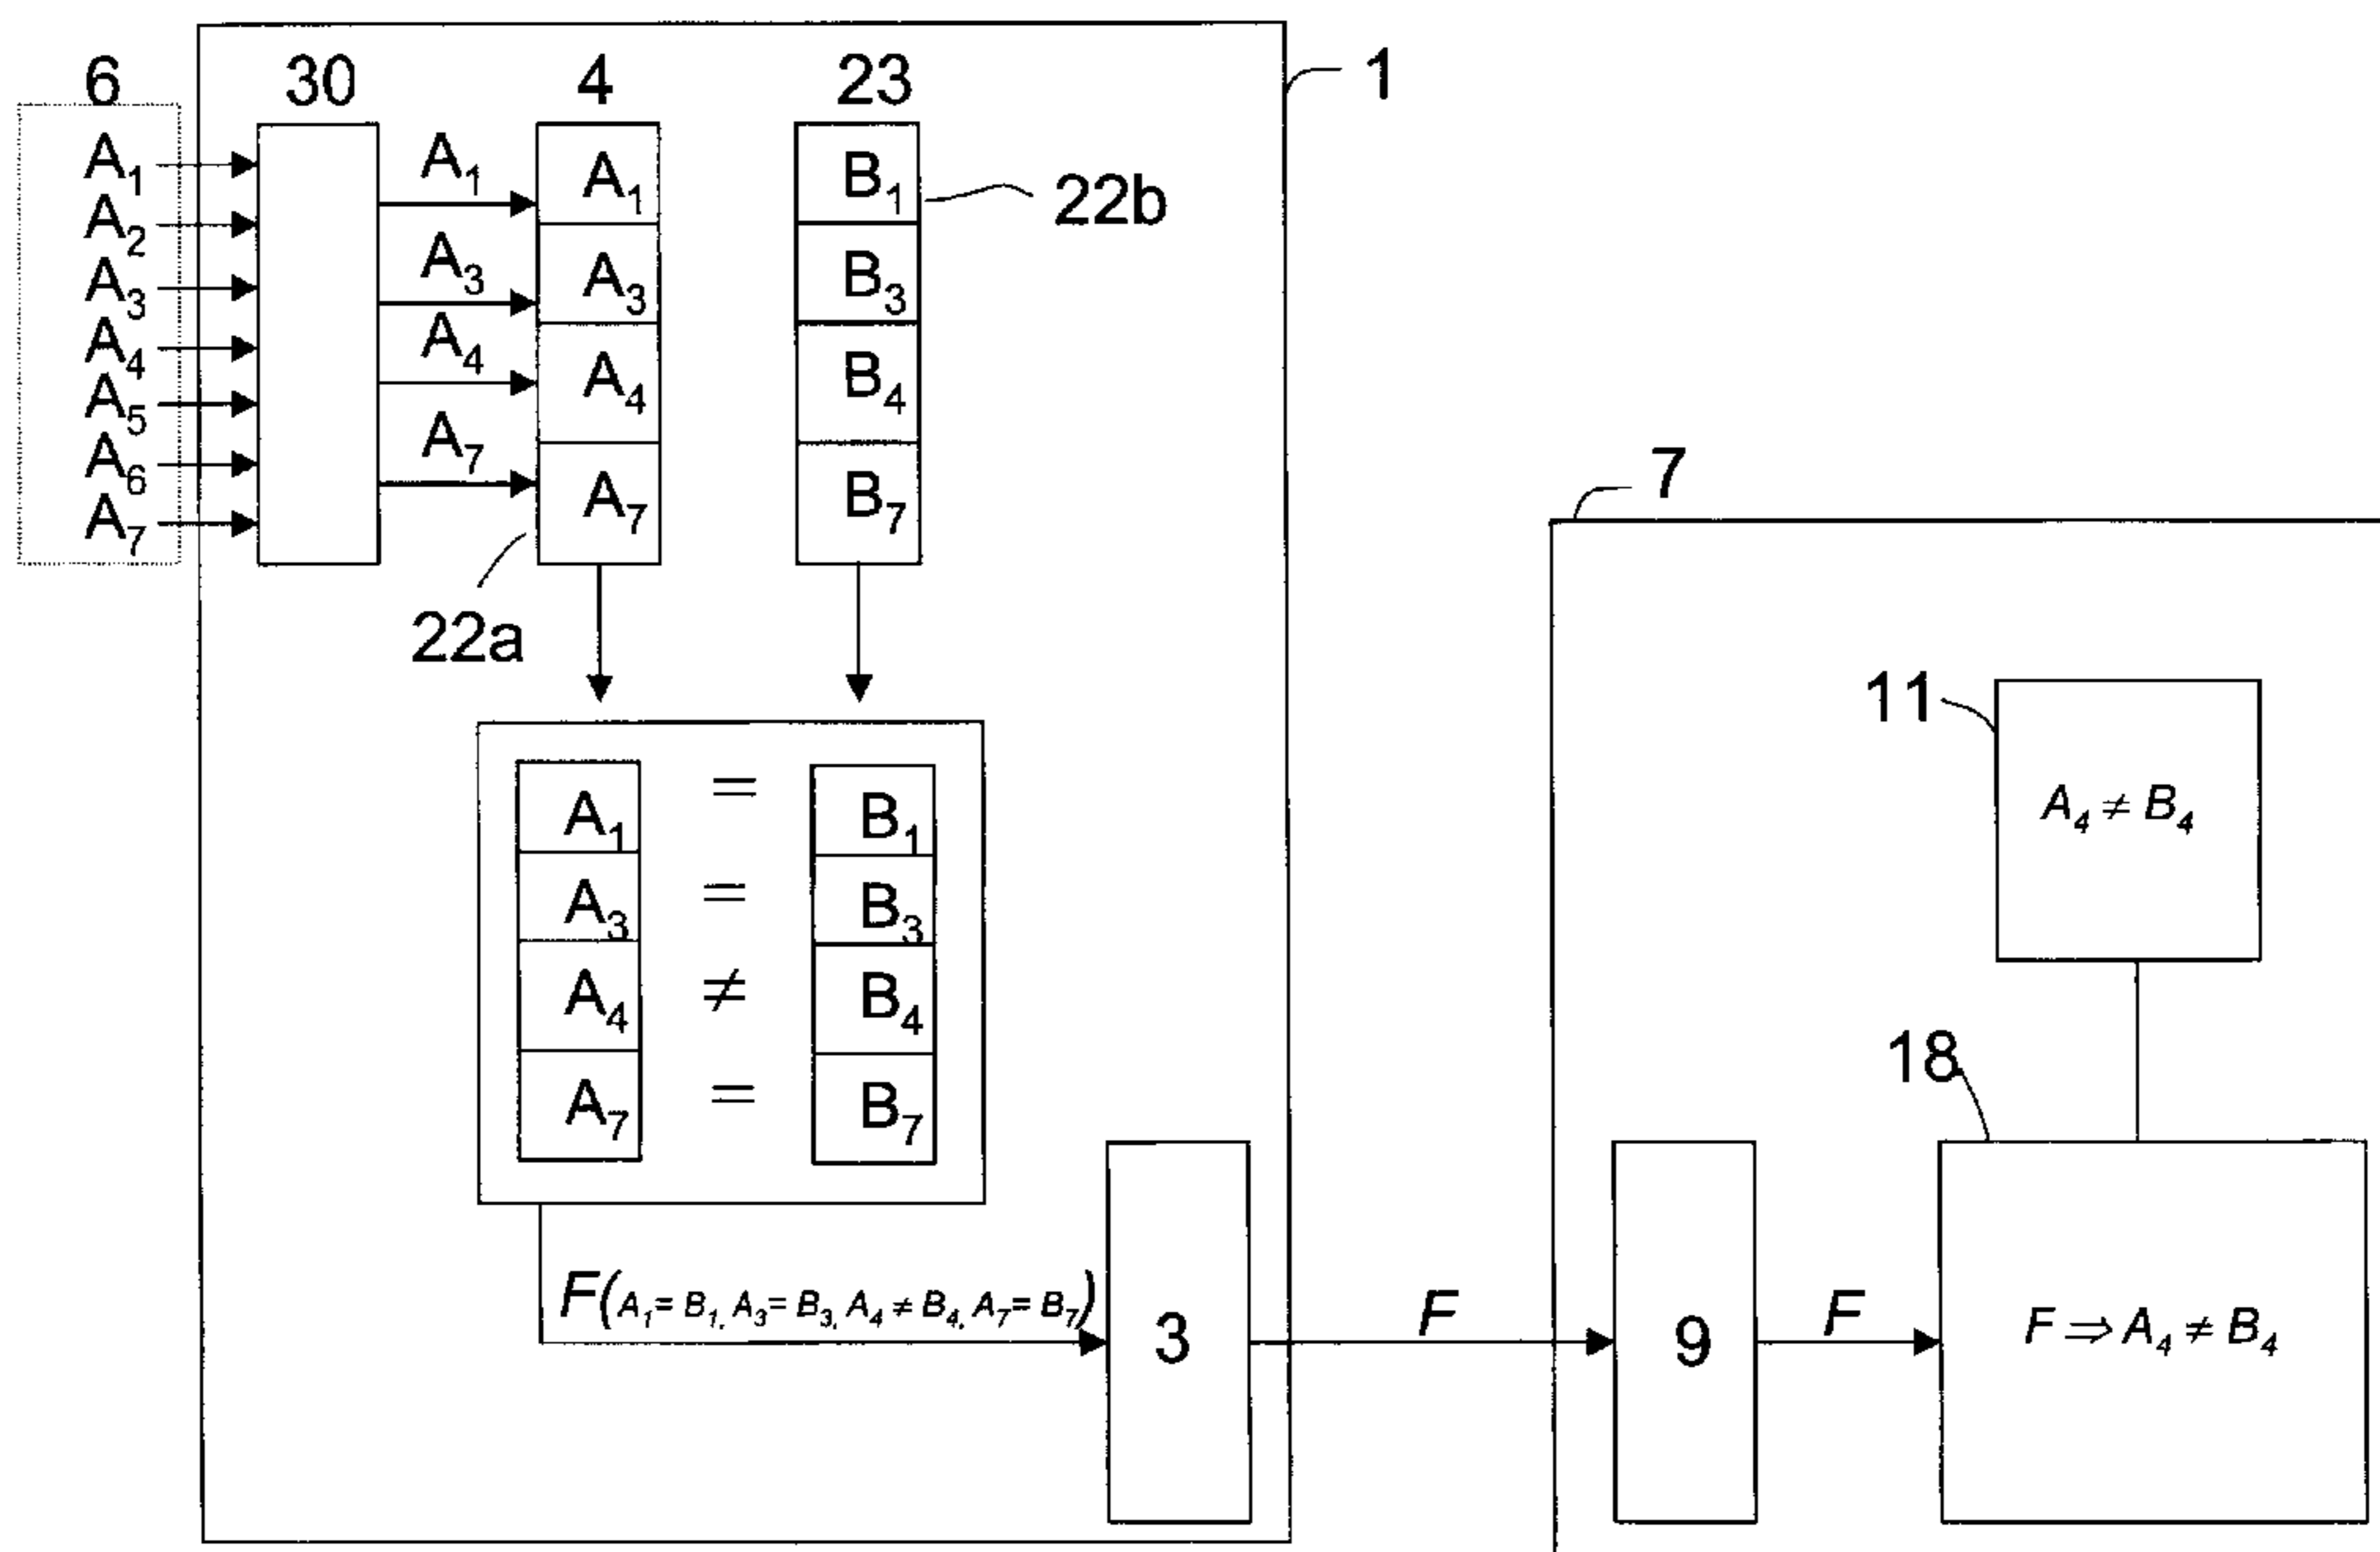 6 30 4 23 1
A₁ A₁ A₁ B₁ 22b
A₂
A₃ A₃ A₃ B₃
A₄ A₄ A₄ B₄
A₅
A₆
A₇ A₇ A₇ B₇
7
22a
11
A₁ = B₁
A₄ ≠ B₄
A₃ = B₃
A₄ ≠ B₄
18
A₇ = B₇
F(A₁= B₁, A₃= B₃, A₄ ≠ B₄, A₇= B₇)
3 F 9 F F ⇒ A₄ ≠ B₄